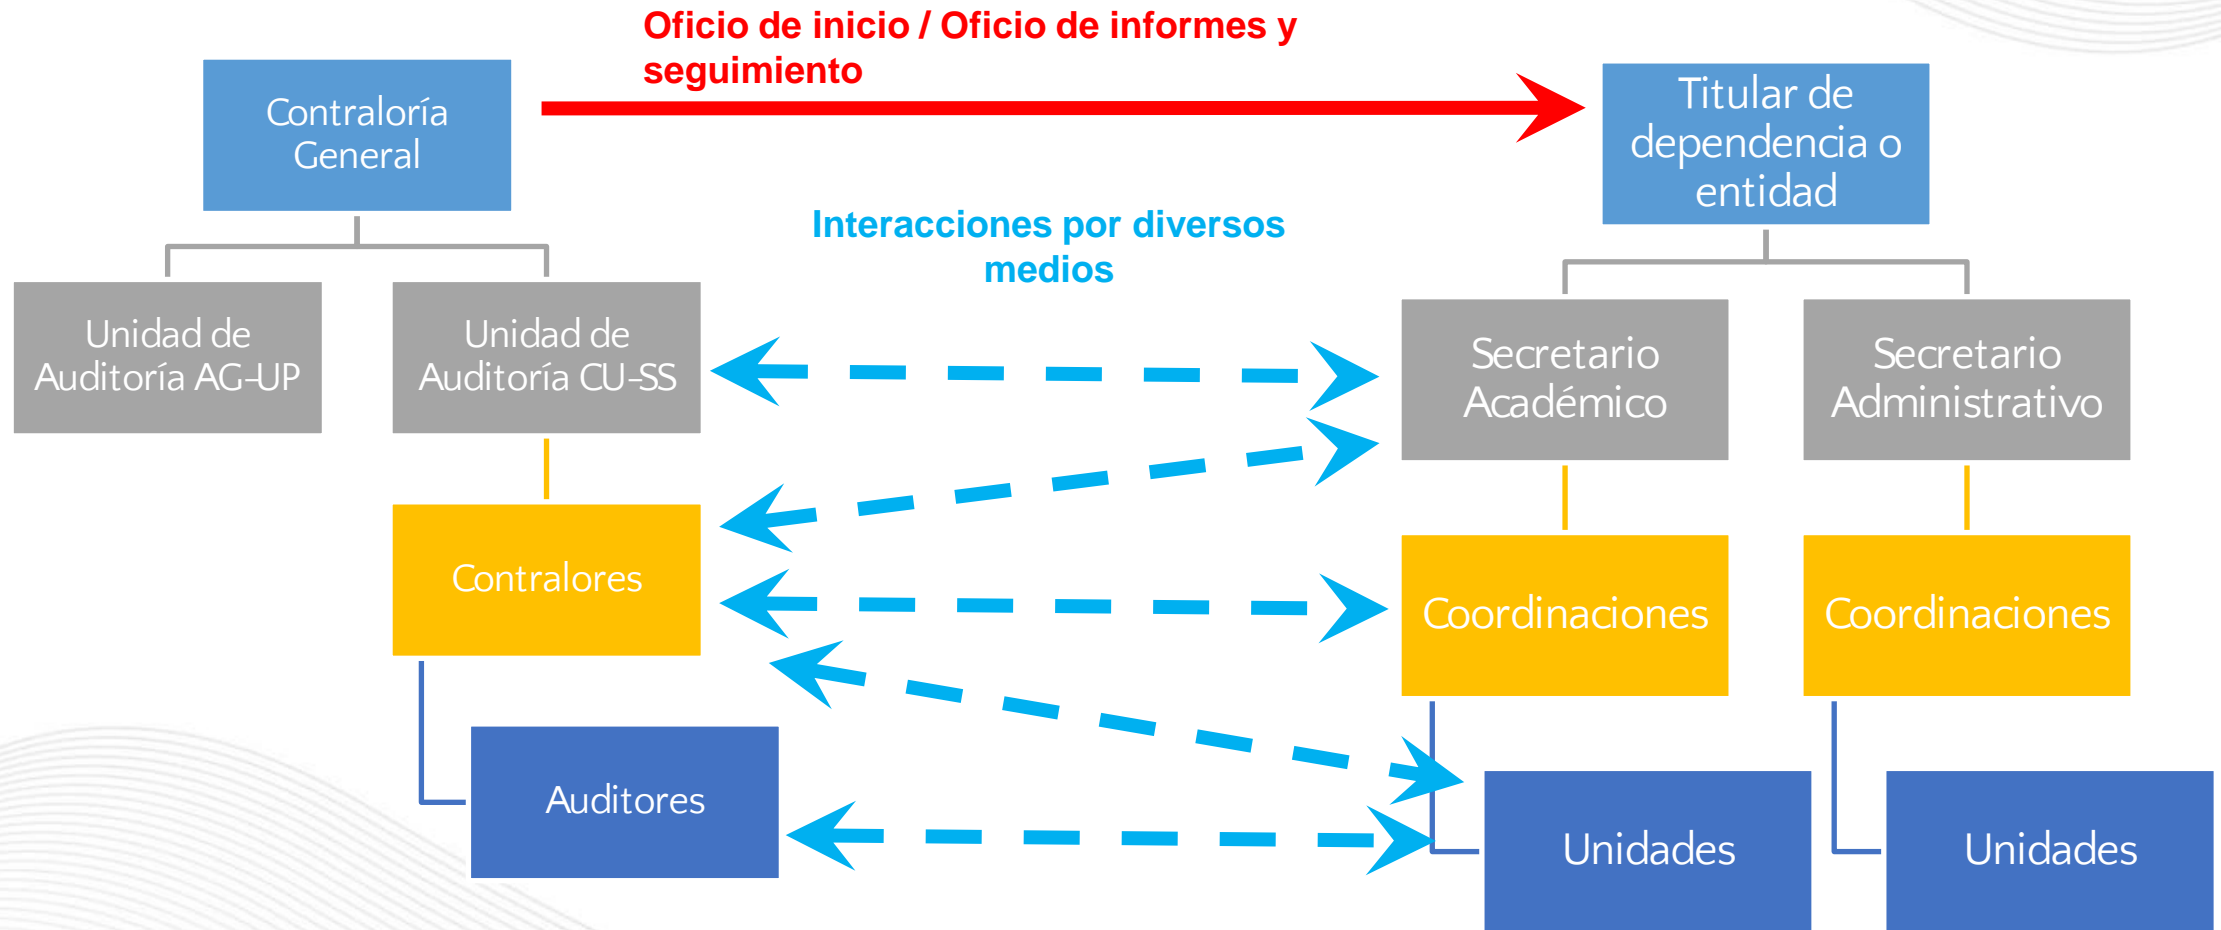 Oficio de inicio / Oficio de informes y
seguimiento
Contraloría
General
Titular de
dependencia o
entidad
Interacciones por diversos
medios
Unidad de
Auditoría AG-UP
Unidad de
Auditoría CU-SS
Secretario
Académico
Secretario
Administrativo
Contralores
Coordinaciones
Coordinaciones
Auditores
Unidades
Unidades